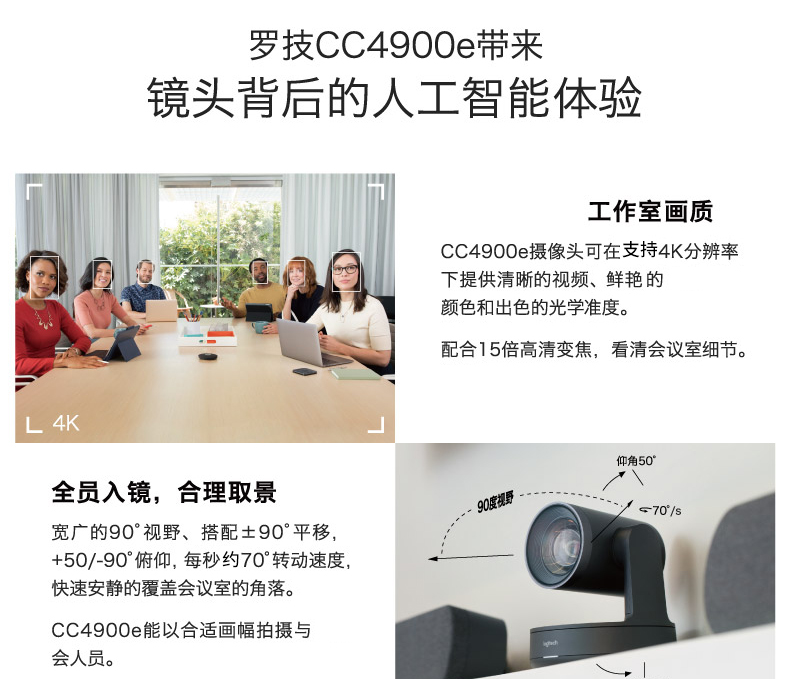 罗技CC4900e带来
镜头背后的人工智能体验
工作室画质
CC4900e摄像头可在支持4K分辨率
下提供清晰的视频、鲜艳的
颜色和出色的光学准度。
配合15倍高清变焦，看清会议室细节。
4K
全员入镜，合理取景
宽广的90°视野、搭配±90°平移，
+50/-90°俯仰, 每秒约70°转动速度，
快速安静的覆盖会议室的角落。
CC4900e能以合适画幅拍摄与
会人员。
仰角50°
90度视野
70°/s
logitech